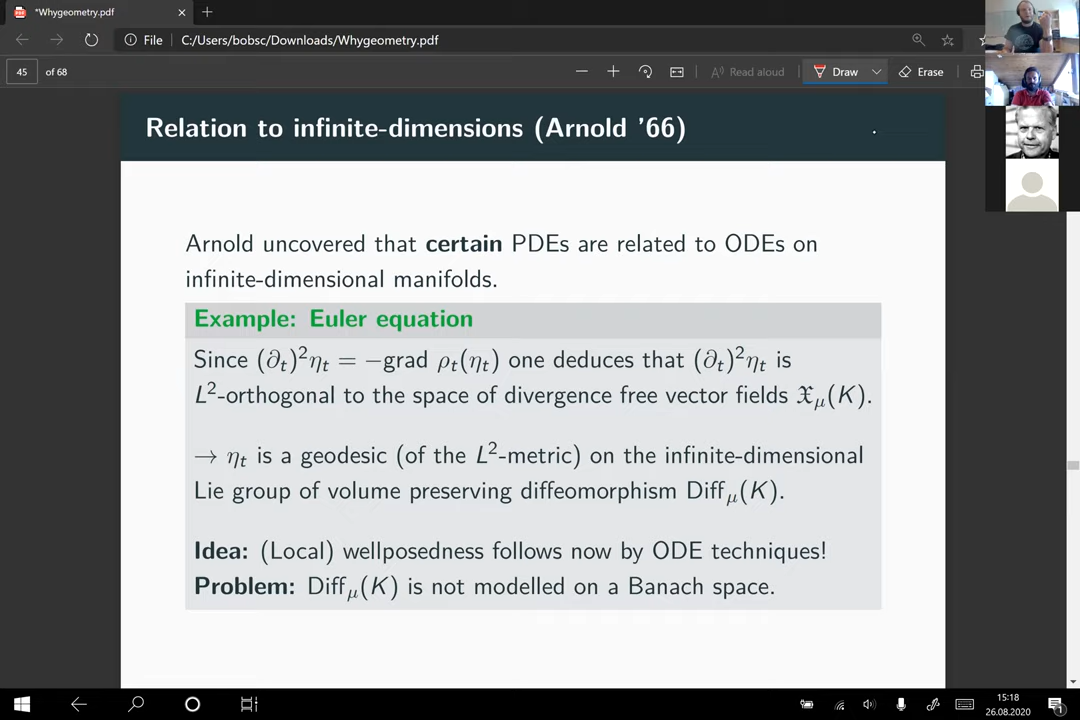 *Whygeometry.pdf
File C:/Users/bobsc/Downloads/Whygeometry.pdf
45 of 68 Read aloud Draw Erase
Relation to infinite-dimensions (Arnold '66)
Arnold uncovered that certain PDEs are related to ODEs on
infinite-dimensional manifolds.
Example: Euler equation
Since (∂ₜ)²ηₜ = −grad ρₜ(ηₜ) one deduces that (∂ₜ)²ηₜ is
L²-orthogonal to the space of divergence free vector fields 𝔛_μ(K).
→ ηₜ is a geodesic (of the L²-metric) on the infinite-dimensional
Lie group of volume preserving diffeomorphism Diff_μ(K).
Idea: (Local) wellposedness follows now by ODE techniques!
Problem: Diff_μ(K) is not modelled on a Banach space.
15:18
26.08.2020